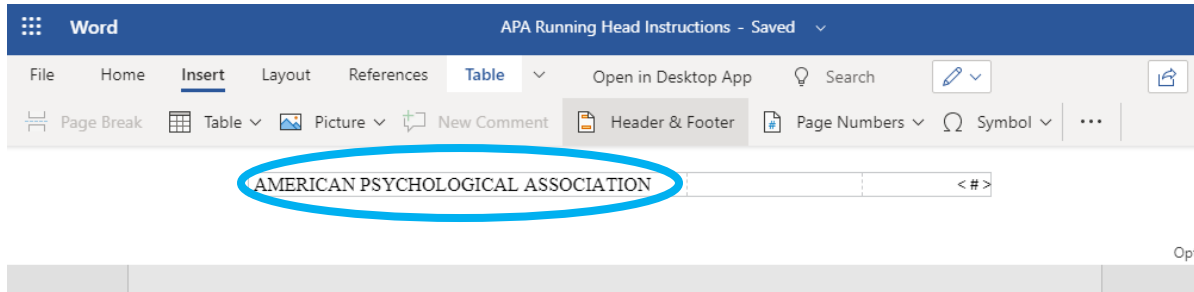 Word APA Running Head Instructions - Saved
File Home Insert Layout References Table Open in Desktop App Search
Page Break Table Picture New Comment # Header & Footer Page Numbers Ω Symbol ...
AMERICAN PSYCHOLOGICAL ASSOCIATION < # >